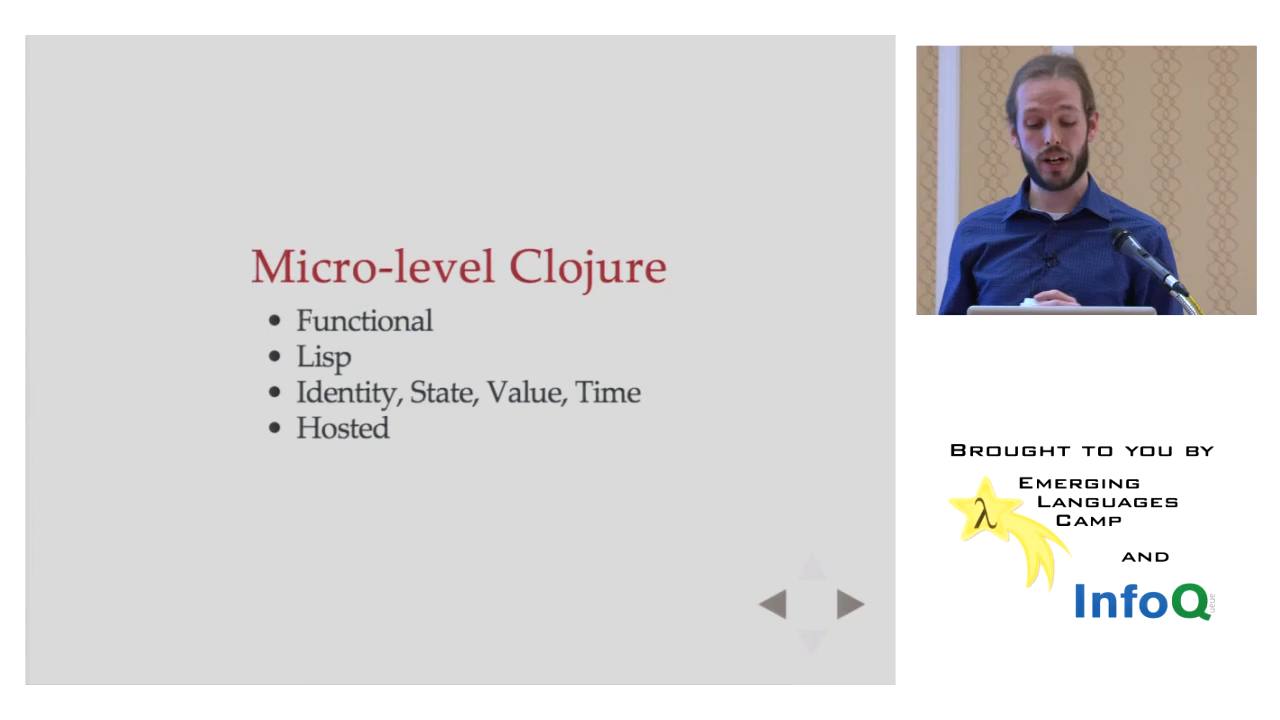 Micro-level Clojure
• Functional
• Lisp
• Identity, State, Value, Time
• Hosted
BROUGHT TO YOU BY
λ
EMERGING
LANGUAGES
CAMP
AND
InfoQ
ueue